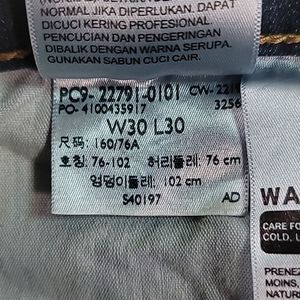 NORMAL JIKA DIPERLUKAN. DAPAT
DICUCI KERING PROFESIONAL.
PENCUCIAN DAN PENGERINGAN
DIBALIK DENGAN WARNA SERUPA.
GUNAKAN SABUN CUCI CAIR.
PC9- 22791-0101
CW-
PO- 4100435917
3256
W30 L30
尺码: 160/76A
호칭: 76-102 허리둘레: 76 cm
엉덩이둘레: 102 cm
S40197
AD
WA
CARE FO
COLD, 
PRENEZ
MOINS,
NATURE